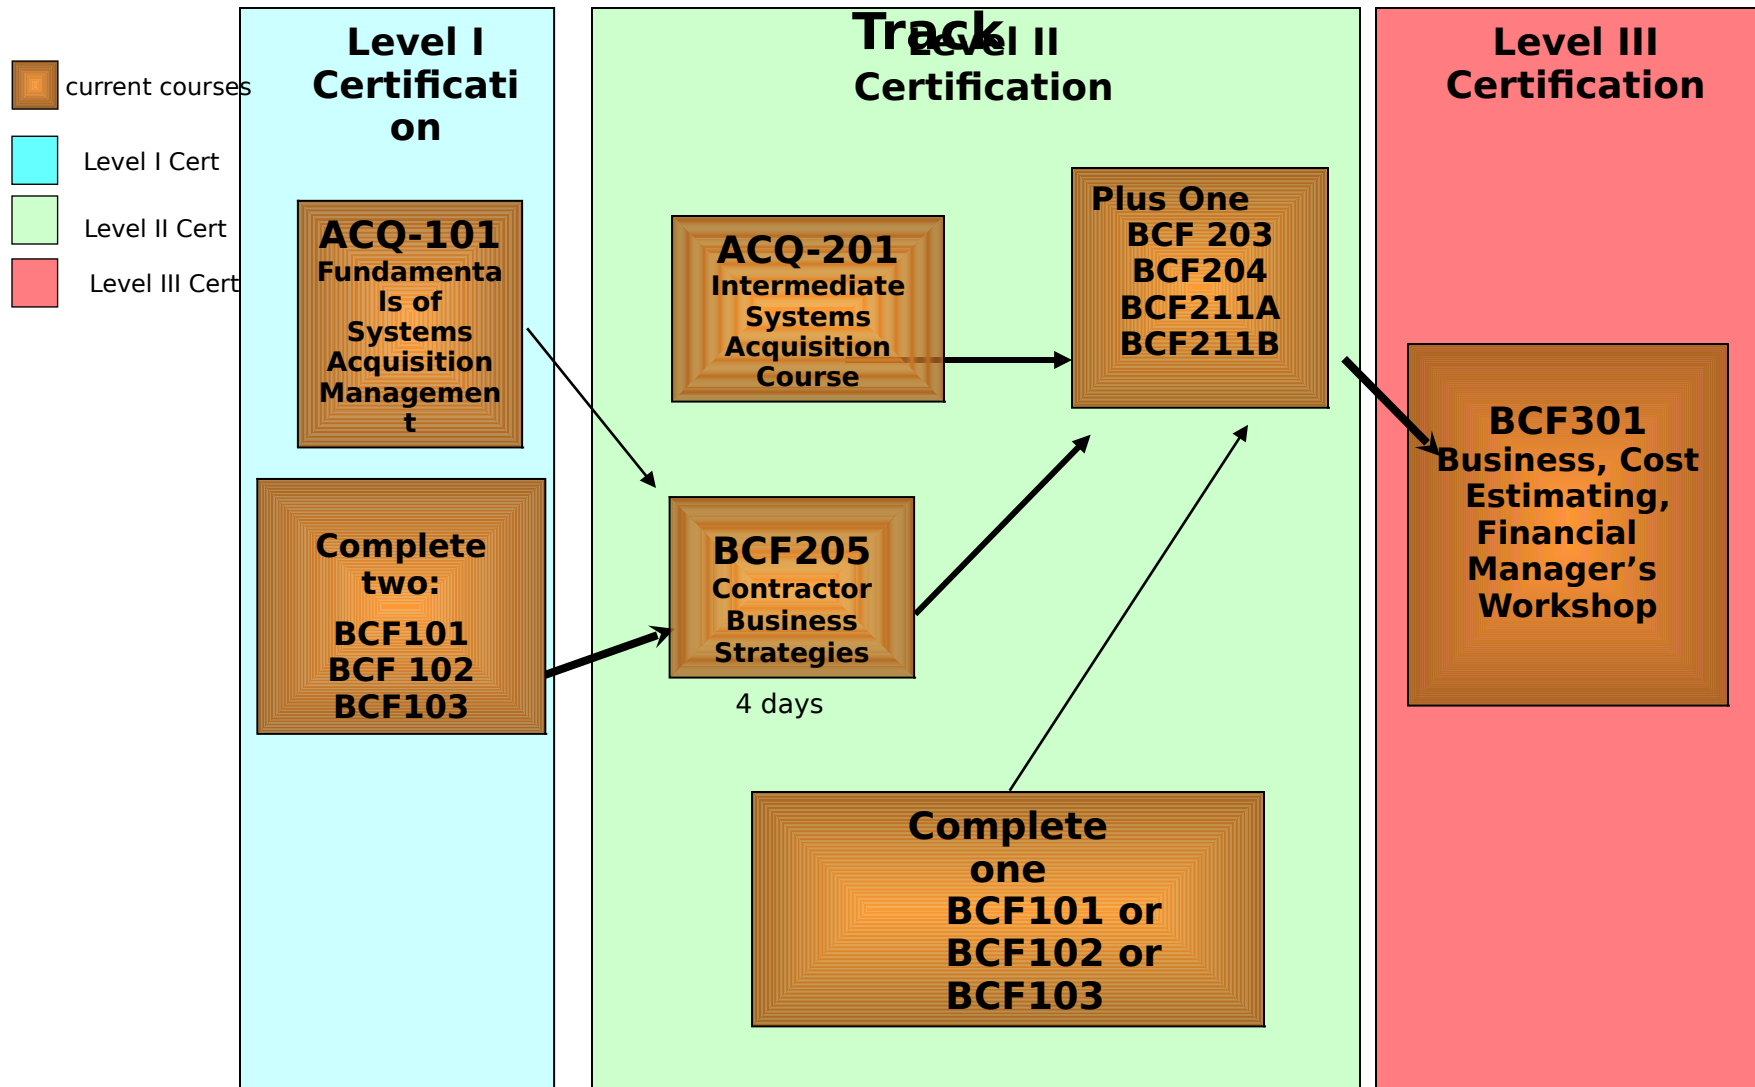 Track
current courses
Level I Cert
Level II Cert
Level III Cert
Level I
Certificati
on
ACQ-101
Fundamenta
ls of
Systems
Acquisition
Managemen
t
Complete
two:
BCF101
BCF 102
BCF103
Level II
Certification
ACQ-201
Intermediate
Systems
Acquisition
Course
Plus One
BCF 203
BCF204
BCF211A
BCF211B
BCF205
Contractor
Business
Strategies
4 days
Complete
one
BCF101 or
BCF102 or
BCF103
Level III
Certification
BCF301
Business, Cost
Estimating,
Financial
Manager’s
Workshop